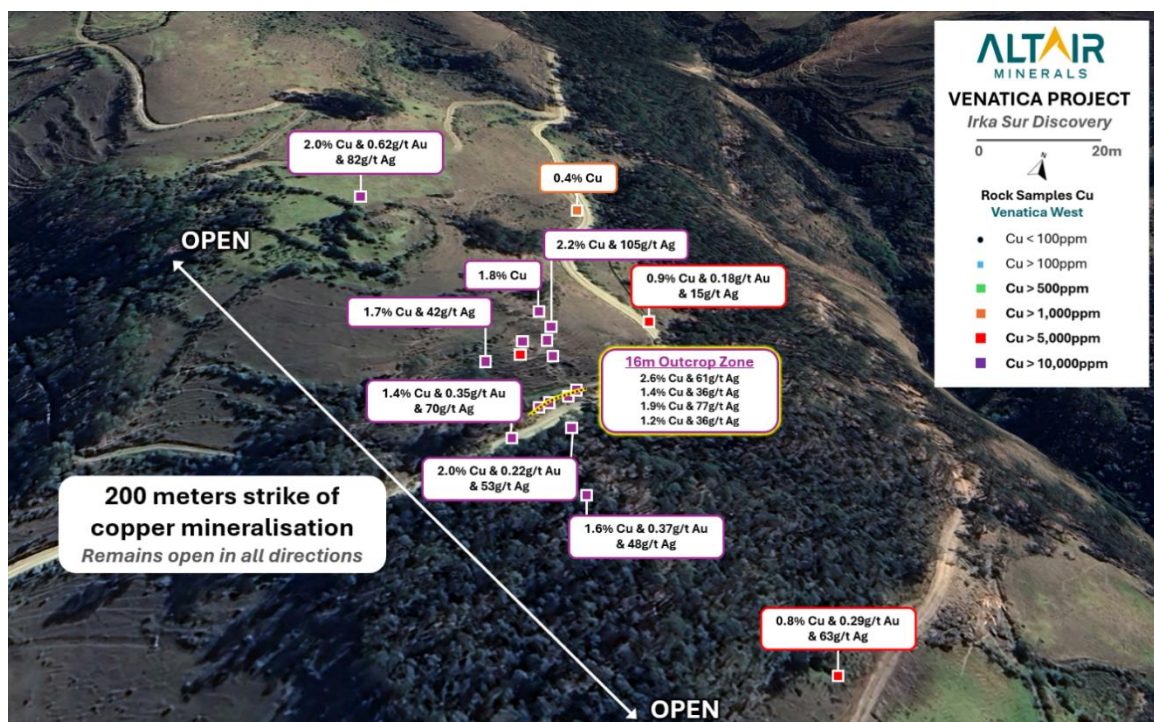 ALTAIR
MINERALS
VENATICA PROJECT
Irka Sur Discovery
0 20m
N
Rock Samples Cu
Venatica West
Cu < 100ppm
Cu > 100ppm
Cu > 500ppm
Cu > 1,000ppm
Cu > 5,000ppm
Cu > 10,000ppm
2.0% Cu & 0.62g/t Au
& 82g/t Ag
0.4% Cu
OPEN
2.2% Cu & 105g/t Ag
1.8% Cu
0.9% Cu & 0.18g/t Au
& 15g/t Ag
1.7% Cu & 42g/t Ag
16m Outcrop Zone
2.6% Cu & 61g/t Ag
1.4% Cu & 36g/t Ag
1.9% Cu & 77g/t Ag
1.2% Cu & 36g/t Ag
1.4% Cu & 0.35g/t Au
& 70g/t Ag
2.0% Cu & 0.22g/t Au
& 53g/t Ag
200 meters strike of
copper mineralisation
Remains open in all directions
1.6% Cu & 0.37g/t Au
& 48g/t Ag
0.8% Cu & 0.29g/t Au
& 63g/t Ag
OPEN